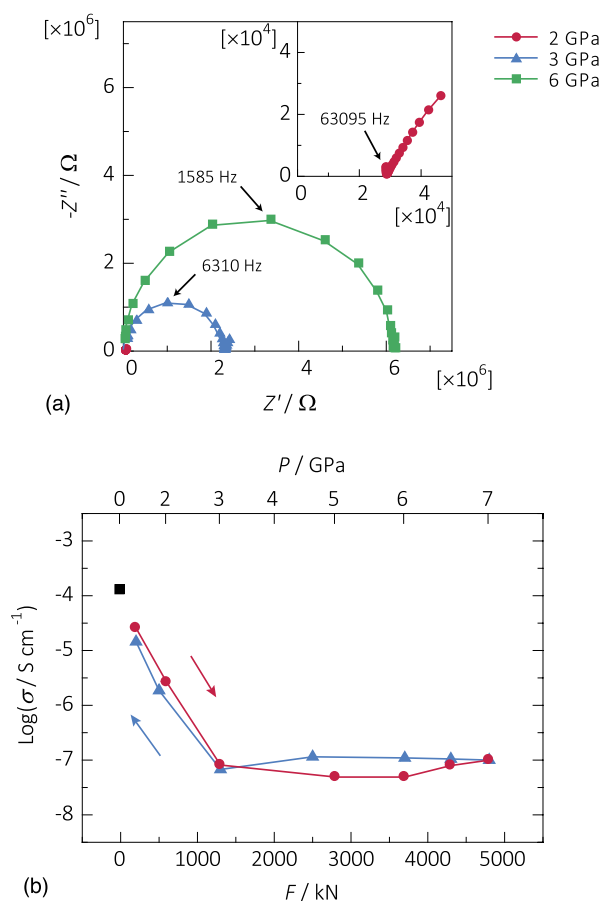 [×10⁶]
[×10⁴]
2 GPa
3 GPa
6 GPa
6
4
2
0
-Z″ / Ω
4
2
0
63095 Hz
0
2
4
[×10⁴]
1585 Hz
6310 Hz
0
2
4
6
[×10⁶]
(a)
Z′ / Ω
P / GPa
0
2
3
5
6
7
-3
-4
-5
-6
-7
-8
Log(σ / S cm⁻¹)
0
1000
2000
3000
4000
5000
(b)
F / kN